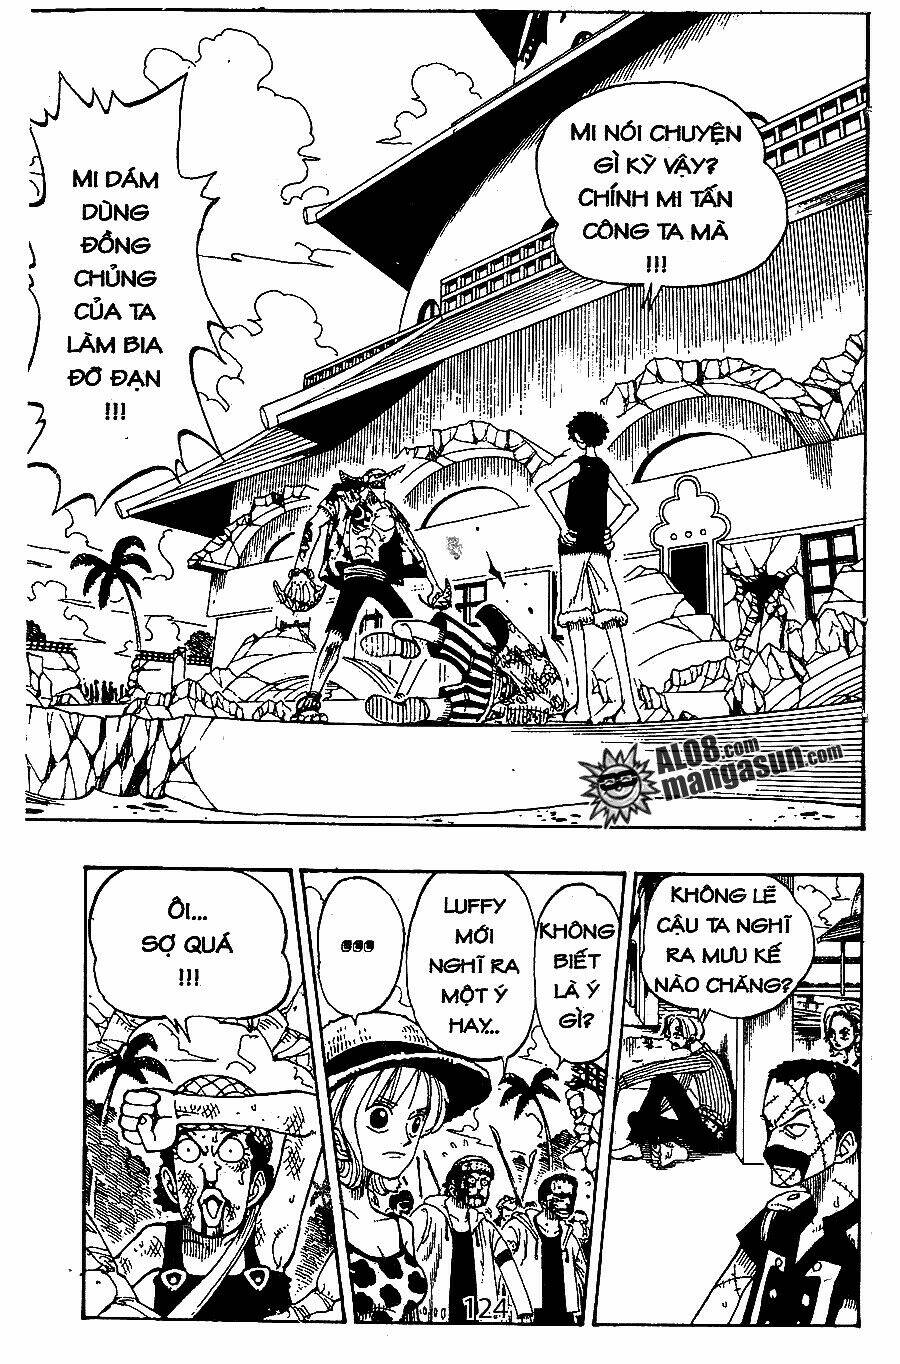 MI NÓI CHUYỆN
GÌ KỲ VẬY?
CHÍNH MI TẤN
CÔNG TA MÀ
!!!
MI DÁM
DÙNG
ĐỒNG
CHỦNG
CỦA TA
LÀM BIA
ĐỠ ĐẠN
!!!
AL08.com
mangasun.com
KHÔNG LẼ
CẬU TA NGHĨ
RA MƯU KẾ
NÀO CHĂNG?
KHÔNG
BIẾT
LÀ Ý
GÌ?
LUFFY
MỚI
NGHĨ RA
MỘT Ý
HAY...
...
ÔI...
SỢ QUÁ
!!!
124